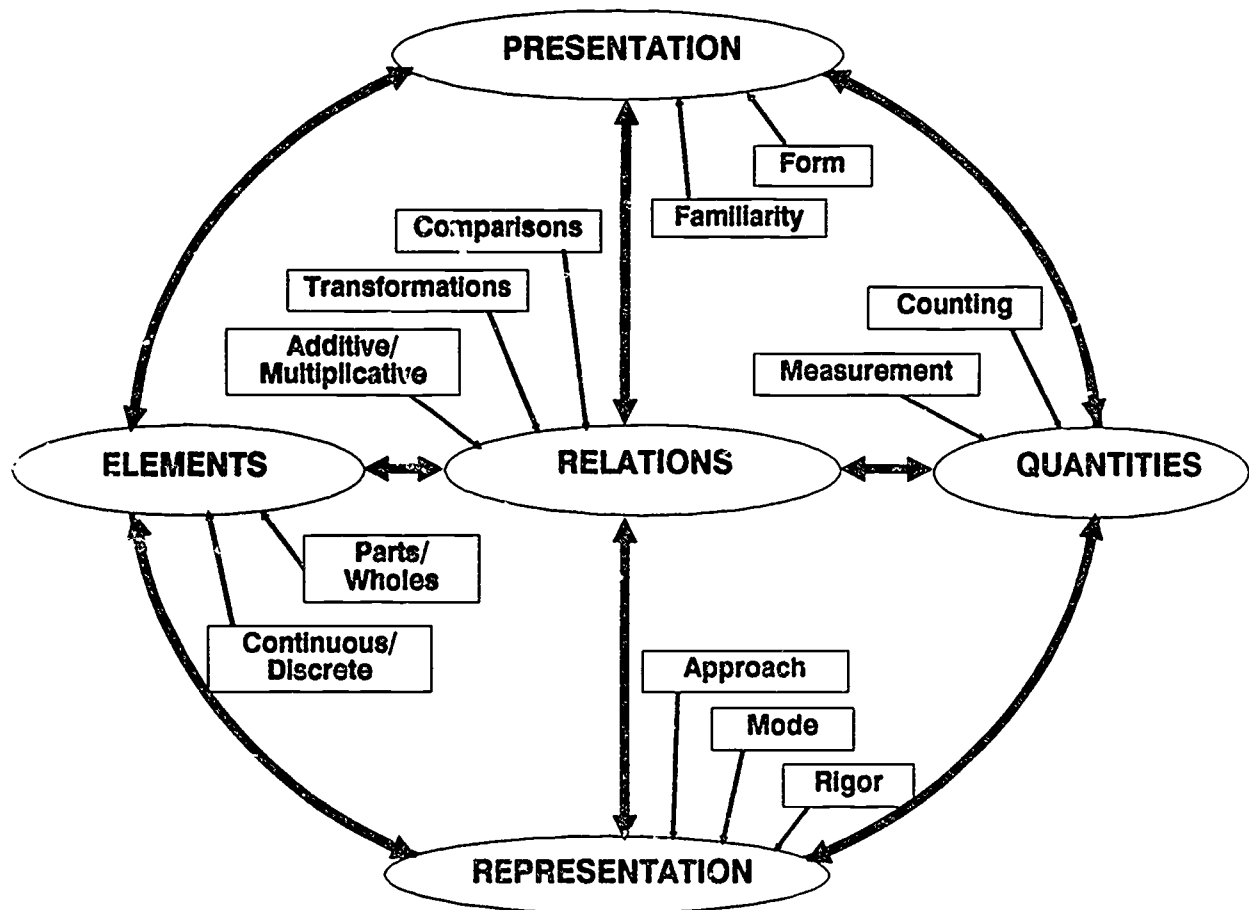 PRESENTATION
Form
Familiarity
Comparisons
Transformations
Counting
Additive/
Multiplicative
Measurement
ELEMENTS
RELATIONS
QUANTITIES
Parts/
Wholes
Continuous/
Discrete
Approach
Mode
Rigor
REPRESENTATION